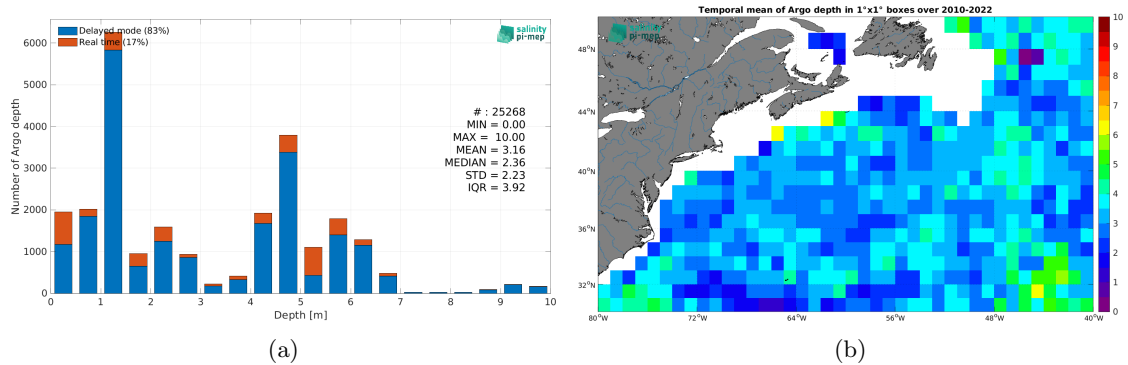 Delayed mode (83%)
Real time (17%)
salinity
pi-mep
# : 25268
MIN = 0.00
MAX = 10.00
MEAN = 3.16
MEDIAN = 2.36
STD = 2.23
IQR = 3.92
Number of Argo depth
6000
5000
4000
3000
2000
1000
0
0 1 2 3 4 5 6 7 8 9 10
Depth [m]
(a)
Temporal mean of Argo depth in 1°x1° boxes over 2010-2022
salinity
pi-mep
48°N
44°N
40°N
36°N
32°N
80°W 72°W 64°W 56°W 48°W 40°W
10
9
8
7
6
5
4
3
2
1
0
(b)